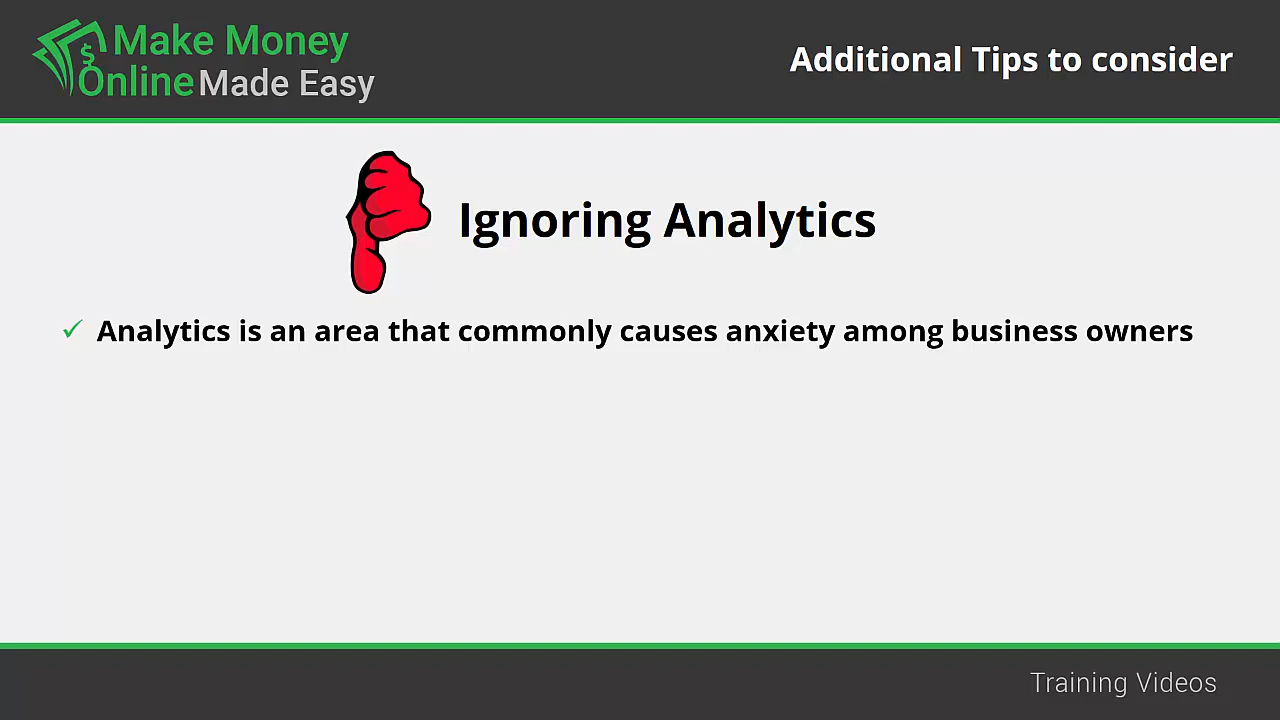 Make Money
Online Made Easy
Additional Tips to consider
Ignoring Analytics
✓ Analytics is an area that commonly causes anxiety among business owners
Training Videos